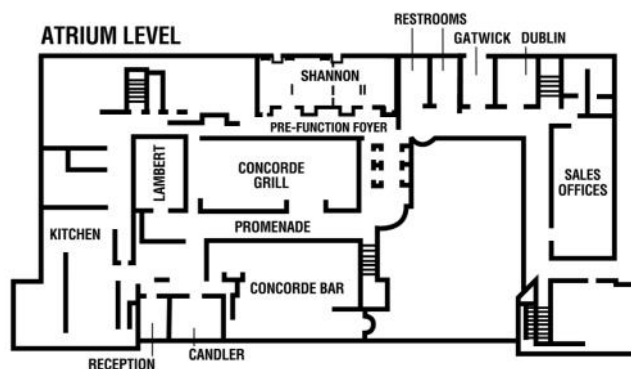 ATRIUM LEVEL
RESTROOMS
GATWICK
DUBLIN
SHANNON
I
II
PRE-FUNCTION FOYER
LAMBERT
CONCORDE
GRILL
SALES
OFFICES
PROMENADE
KITCHEN
CONCORDE BAR
RECEPTION
CANDLER